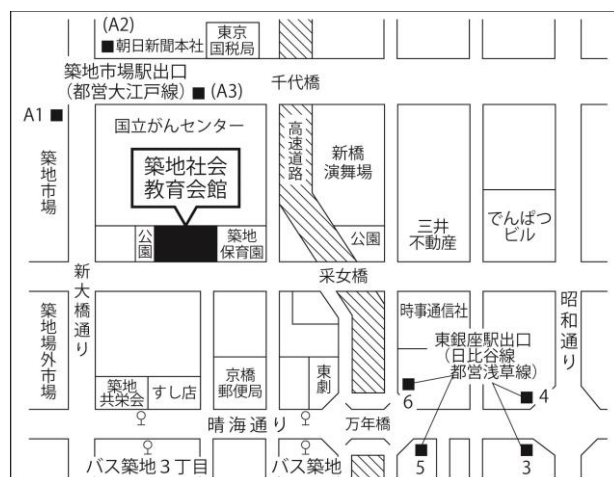 (A2)
朝日新聞本社
東京
国税局
築地市場駅出口
(都営大江戸線)
(A3)
千代橋
A1
国立がんセンター
高速道路
新橋
演舞場
築地市場
築地社会
教育会館
公園
築地
保育園
公園
三井
不動産
でんぱつ
ビル
采女橋
新大橋通り
時事通信社
昭和通り
築地場外市場
東銀座駅出口
(日比谷線
都営浅草線)
築地
共栄会
すし店
京橋
郵便局
東劇
6
4
晴海通り
万年橋
バス築地3丁目
バス築地
5
3